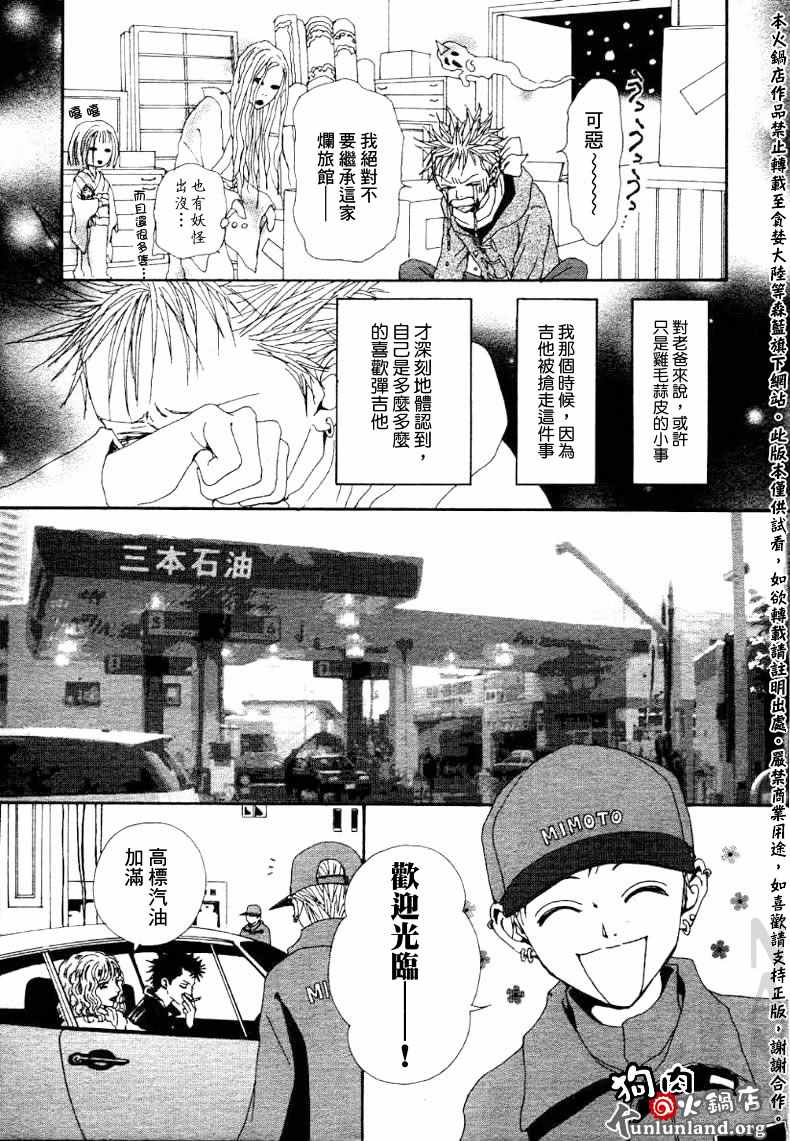 可惡～～～～～
我絕對不
要繼承這家
爛旅館——
也有妖怪
出沒…
而且還很多隻…
嘻
嘻
對老爸來說，或許
只是雞毛蒜皮的小事
我那個時候，因為
吉他被搶走這件事
才深刻地體認到，
自己是多麼多麼
的喜歡彈吉他
三本石油
MIMOTO
歡迎光臨——！
高標汽油
加滿
MI
本火鍋店作品禁止轉載至貪婪大陸等森藍旗下網站。此版本僅供試看，如欲轉載請註明出處。嚴禁商業用途，如喜歡請支持正版，謝謝合作。
狗肉
火鍋店
unlunland.org